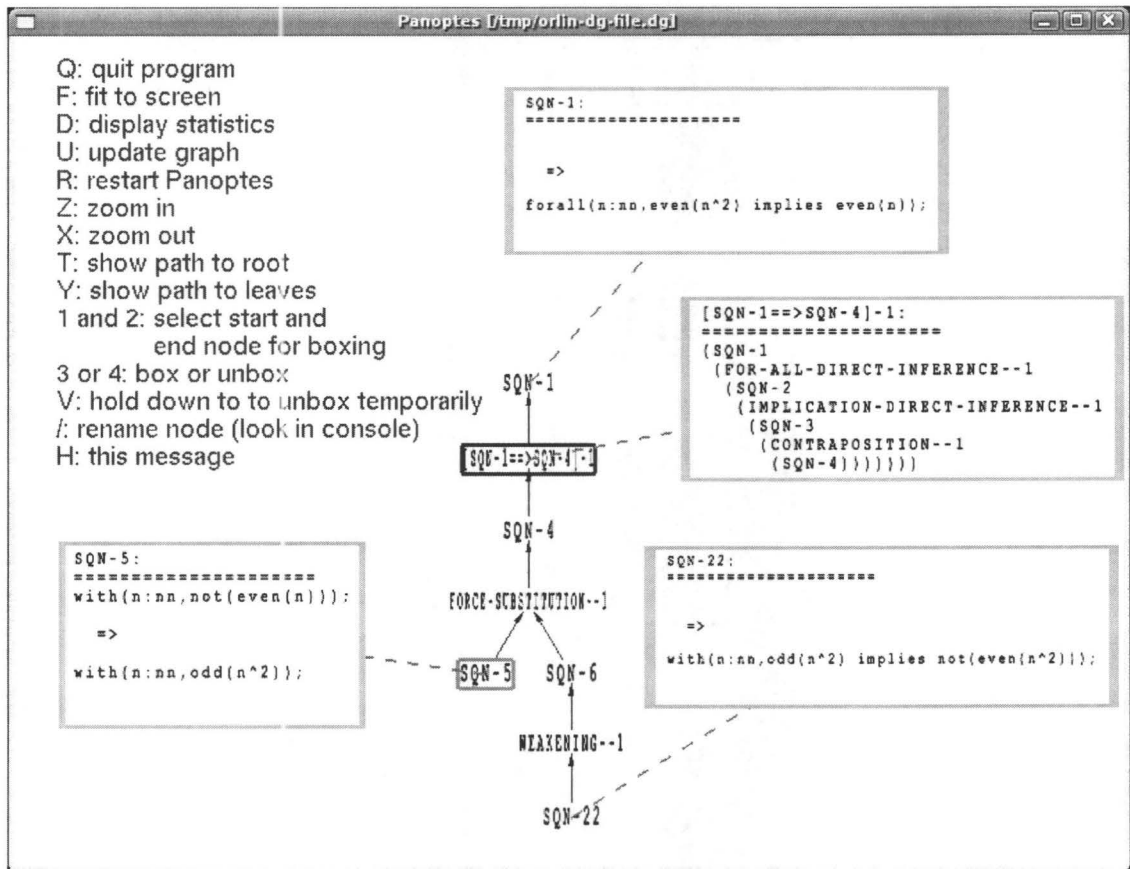 Panoptes [/tmp/orlin-dg-file.dg]
Q: quit program
F: fit to screen
D: display statistics
U: update graph
R: restart Panoptes
Z: zoom in
X: zoom out
T: show path to root
Y: show path to leaves
1 and 2: select start and
end node for boxing
3 or 4: box or unbox
V: hold down to to unbox temporarily
/: rename node (look in console)
H: this message
SQN-1:
=====================
=>
forall(n:nn,even(n^2) implies even(n));
[SQN-1==>SQN-4]-1:
=====================
(SQN-1
(FOR-ALL-DIRECT-INFERENCE--1
(SQN-2
(IMPLICATION-DIRECT-INFERENCE--1
(SQN-3
(CONTRAPOSITION--1
(SQN-4)))))))
SQN-1
[SQN-1==>SQN-4]-1
SQN-4
FORCE-SUBSTITUTION--1
SQN-5
SQN-6
WEAKENING--1
SQN-22
SQN-5:
=====================
with(n:nn,not(even(n)));
=>
with(n:nn,odd(n^2));
SQN-22:
=====================
=>
with(n:nn,odd(n^2) implies not(even(n^2)));